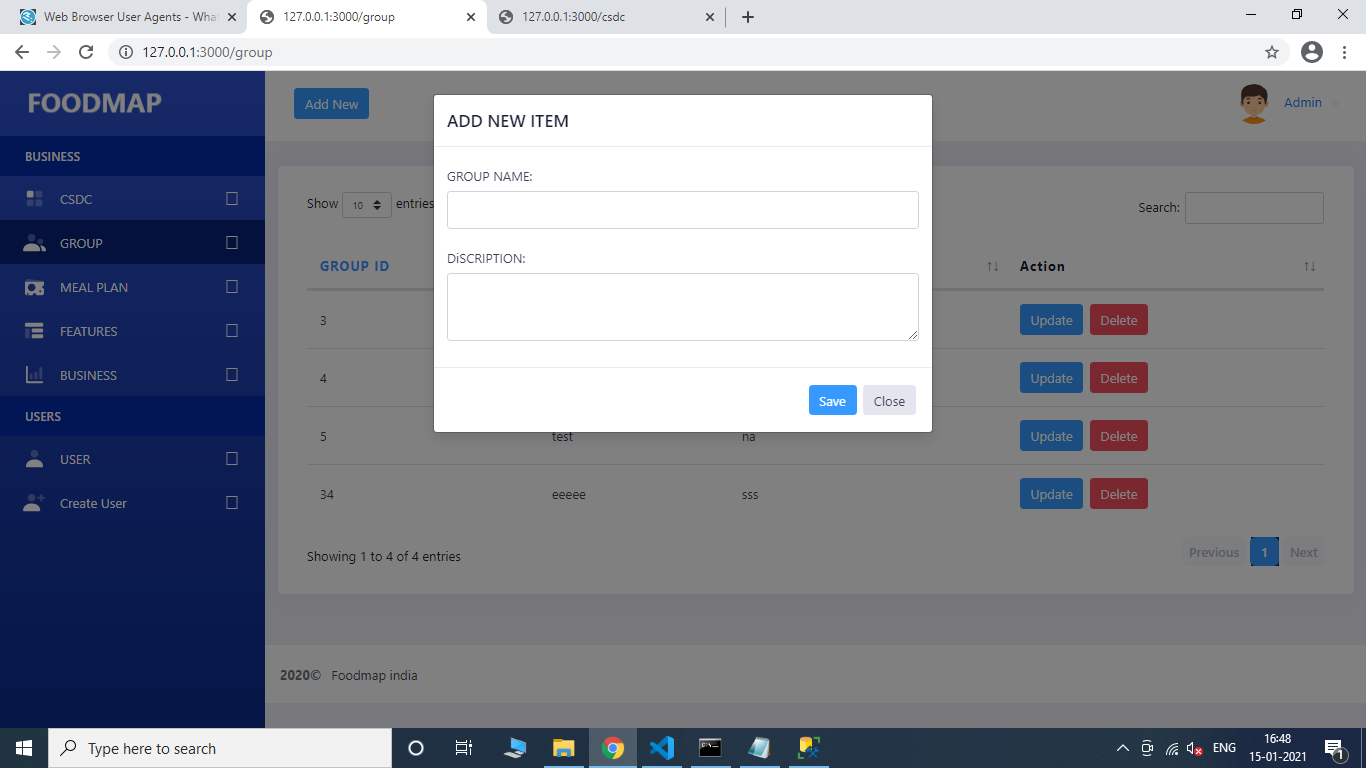 Web Browser User Agents - What
127.0.0.1:3000/group
127.0.0.1:3000/csdc
127.0.0.1:3000/group
FOODMAP
Add New
Admin
BUSINESS
CSDC
GROUP
MEAL PLAN
FEATURES
BUSINESS
USERS
USER
Create User
ADD NEW ITEM
GROUP NAME:
DiSCRIPTION:
Save Close
Show 10 entries
Search:
GROUP ID Action
3 Update Delete
4 Update Delete
5 test na Update Delete
34 eeeee sss Update Delete
Showing 1 to 4 of 4 entries
Previous 1 Next
2020© Foodmap india
Type here to search
ENG
16:48
15-01-2021
1